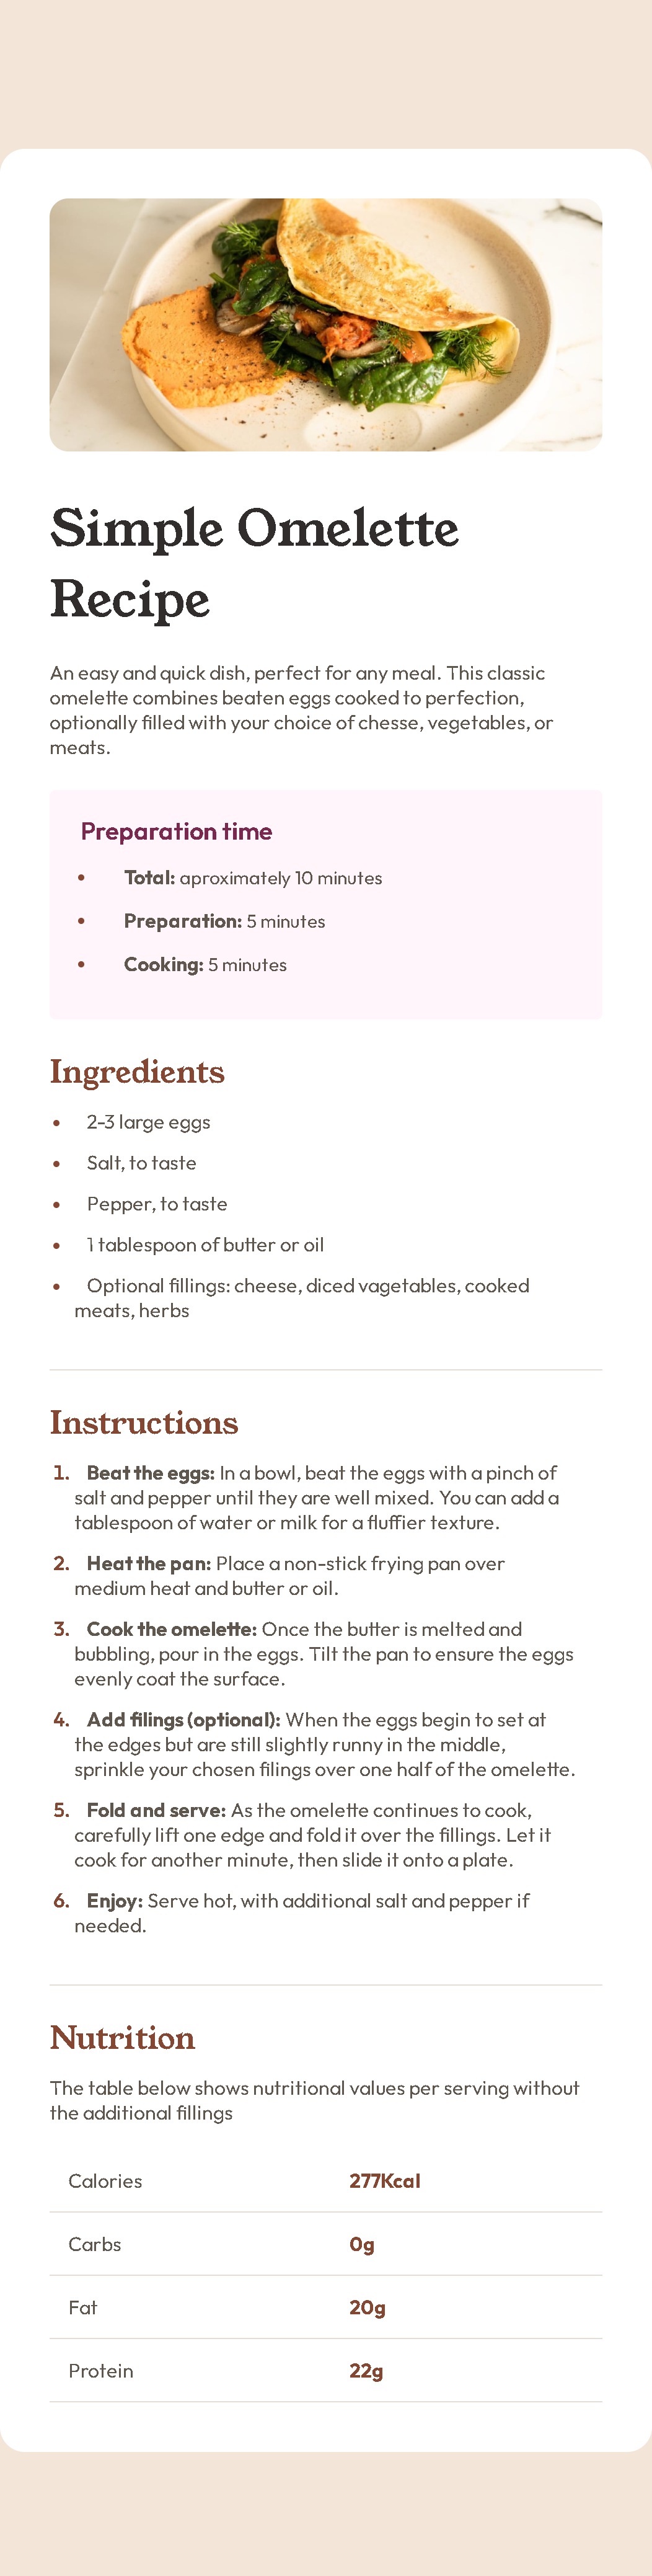 Simple Omelette
Recipe
An easy and quick dish, perfect for any meal. This classic
omelette combines beaten eggs cooked to perfection,
optionally filled with your choice of chesse, vegetables, or
meats.
Preparation time
• Total: aproximately 10 minutes
• Preparation: 5 minutes
• Cooking: 5 minutes
Ingredients
• 2-3 large eggs
• Salt, to taste
• Pepper, to taste
• 1 tablespoon of butter or oil
• Optional fillings: cheese, diced vagetables, cooked
meats, herbs
Instructions
1. Beat the eggs: In a bowl, beat the eggs with a pinch of
salt and pepper until they are well mixed. You can add a
tablespoon of water or milk for a fluffier texture.
2. Heat the pan: Place a non-stick frying pan over
medium heat and butter or oil.
3. Cook the omelette: Once the butter is melted and
bubbling, pour in the eggs. Tilt the pan to ensure the eggs
evenly coat the surface.
4. Add filings (optional): When the eggs begin to set at
the edges but are still slightly runny in the middle,
sprinkle your chosen filings over one half of the omelette.
5. Fold and serve: As the omelette continues to cook,
carefully lift one edge and fold it over the fillings. Let it
cook for another minute, then slide it onto a plate.
6. Enjoy: Serve hot, with additional salt and pepper if
needed.
Nutrition
The table below shows nutritional values per serving without
the additional fillings
Calories 277Kcal
Carbs 0g
Fat 20g
Protein 22g